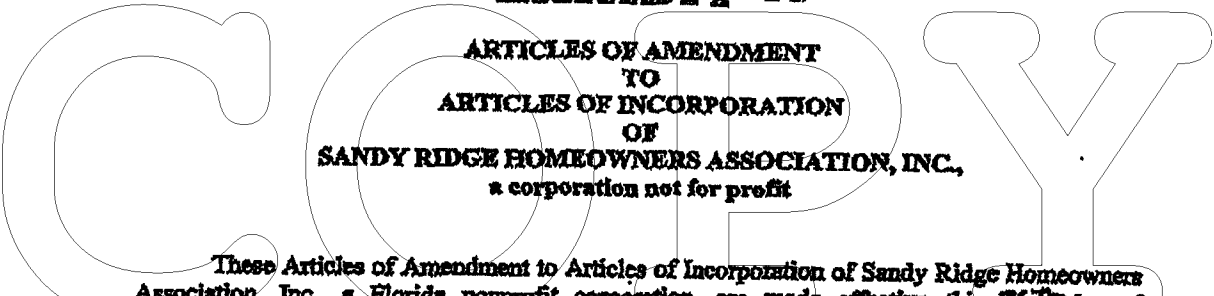 ARTICLES OF AMENDMENT
TO
ARTICLES OF INCORPORATION
OF
SANDY RIDGE HOMEOWNERS ASSOCIATION, INC.,
a corporation not for profit
These Articles of Amendment to Articles of Incorporation of Sandy Ridge Homeowners
Association, Inc., a Florida nonprofit corporation, are made effective this
COPY